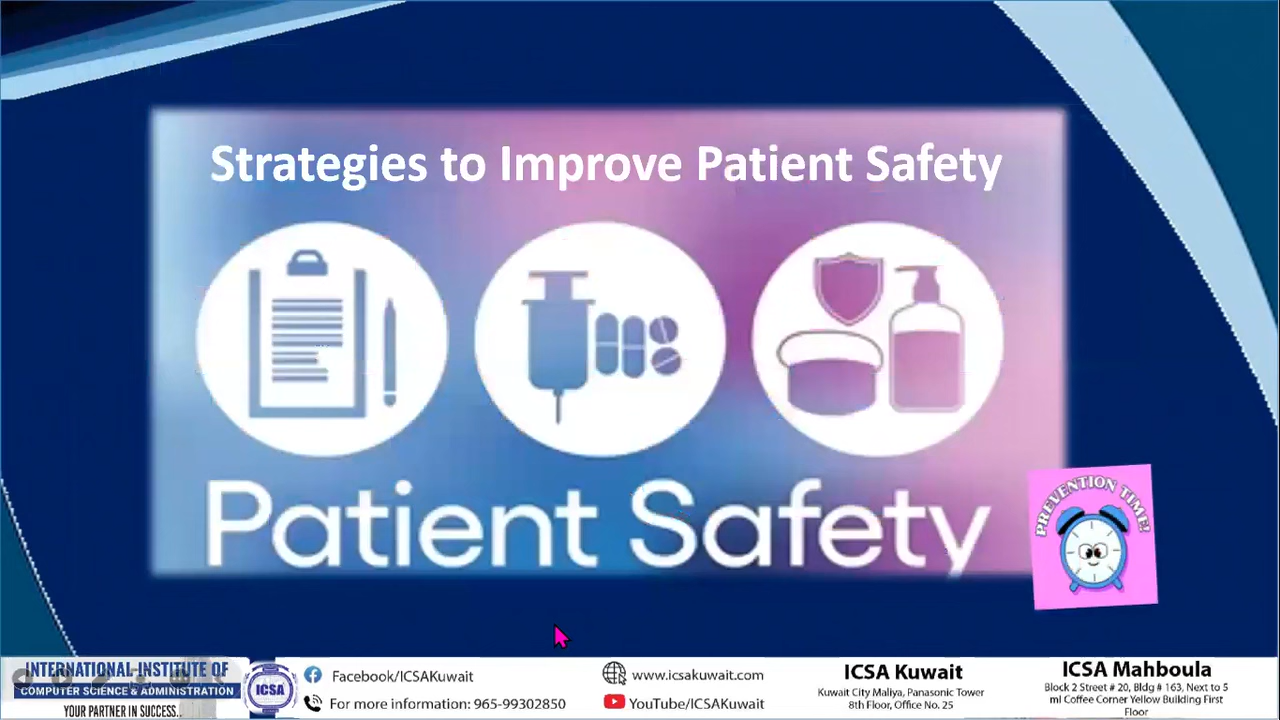 Strategies to Improve Patient Safety
Patient Safety
PREVENTION TIME!
INTERNATIONAL INSTITUTE OF
COMPUTER SCIENCE & ADMINISTRATION
YOUR PARTNER IN SUCCESS..
ICSA
Facebook/ICSAKuwait
For more information: 965-99302850
www.icsakuwait.com
YouTube/ICSAKuwait
ICSA Kuwait
Kuwait City Maliya, Panasonic Tower
8th Floor, Office No. 25
ICSA Mahboula
Block 2 Street # 20, Bldg # 163, Next to 5
ml Coffee Corner Yellow Building First
Floor